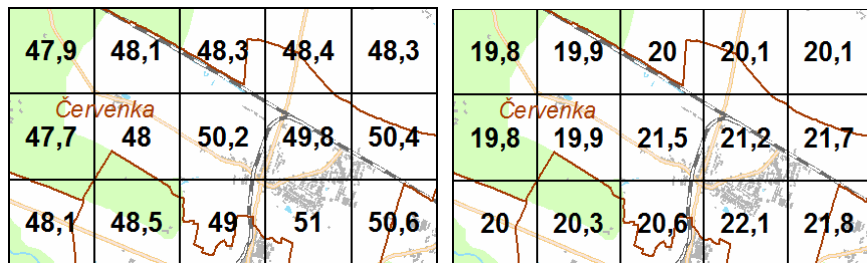 47,9 48,1 48,3 48,4 48,3
Červenka
47,7 48 50,2 49,8 50,4
48,1 48,5 49 51 50,6
19,8 19,9 20 20,1 20,1
Červenka
19,8 19,9 21,5 21,2 21,7
20 20,3 20,6 22,1 21,8